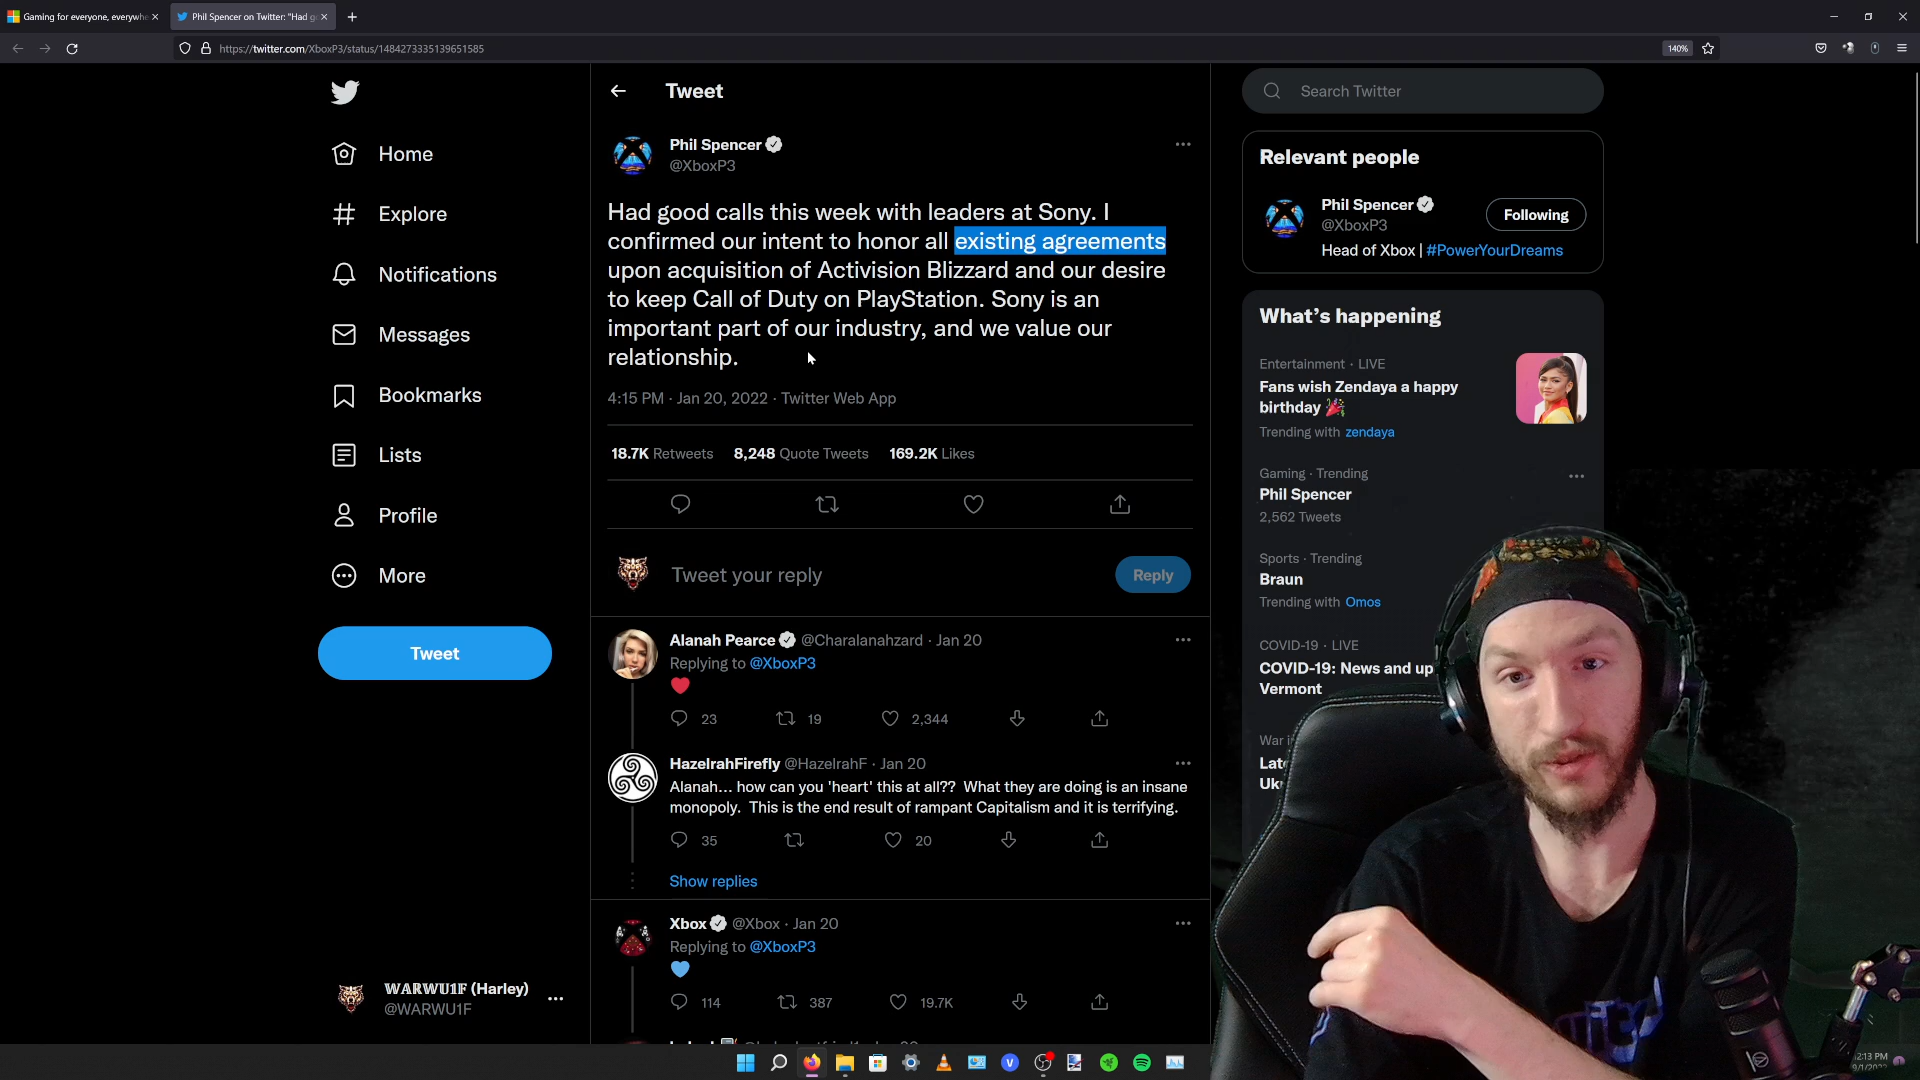 Gaming for everyone, everywhe
Phil Spencer on Twitter: "Had g
https://twitter.com/XboxP3/status/1484273335139651585
140%
Home
Explore
Notifications
Messages
Bookmarks
Lists
Profile
More
Tweet
𝕎𝔸ℝ𝕎𝕌𝟙𝔽 (Harley)
@WARWU1F
Tweet
Phil Spencer
@XboxP3
Had good calls this week with leaders at Sony. I
confirmed our intent to honor all existing agreements
upon acquisition of Activision Blizzard and our desire
to keep Call of Duty on PlayStation. Sony is an
important part of our industry, and we value our
relationship.
4:15 PM · Jan 20, 2022 · Twitter Web App
18.7K Retweets 8,248 Quote Tweets 169.2K Likes
Tweet your reply
Reply
Alanah Pearce @Charalanahzard · Jan 20
Replying to @XboxP3
23 19 2,344
HazelrahFirefly @HazelrahF · Jan 20
Alanah... how can you 'heart' this at all?? What they are doing is an insane
monopoly. This is the end result of rampant Capitalism and it is terrifying.
35 20
Show replies
Xbox @Xbox · Jan 20
Replying to @XboxP3
114 387 19.7K
Search Twitter
Relevant people
Phil Spencer
@XboxP3
Following
Head of Xbox | #PowerYourDreams
What's happening
Entertainment · LIVE
Fans wish Zendaya a happy
birthday 🎉
Trending with zendaya
Gaming · Trending
Phil Spencer
2,562 Tweets
Sports · Trending
Braun
Trending with Omos
COVID-19 · LIVE
COVID-19: News and up
Vermont
War i
Late
Uk
12:13 PM
9/1/2022